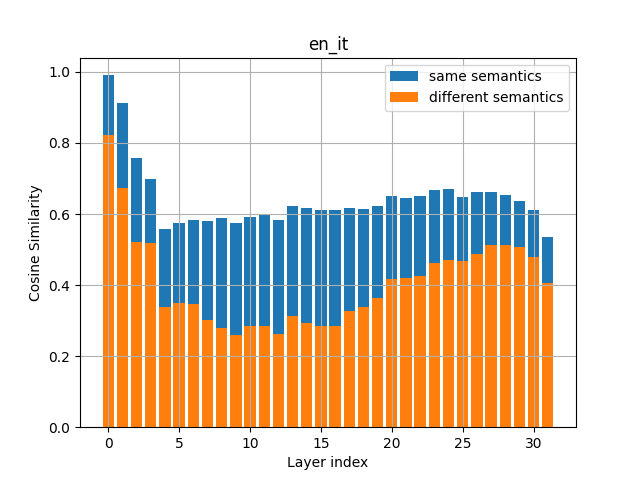 en_it
same semantics
different semantics
1.0
0.8
0.6
0.4
0.2
0.0
Cosine Similarity
0 5 10 15 20 25 30
Layer index